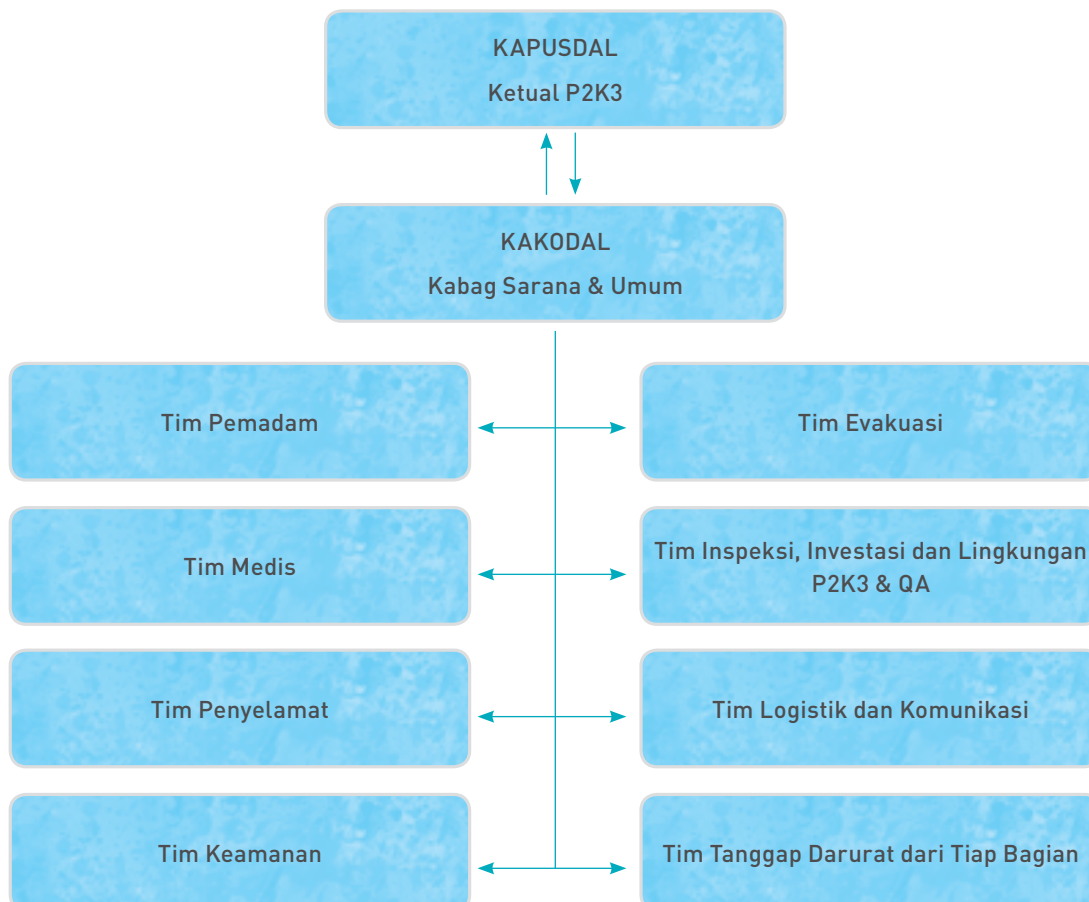 KAPUSDAL
Ketual P2K3
KAKODAL
Kabag Sarana & Umum
Tim Pemadam
Tim Evakuasi
Tim Medis
Tim Inspeksi, Investasi dan Lingkungan
P2K3 & QA
Tim Penyelamat
Tim Logistik dan Komunikasi
Tim Keamanan
Tim Tanggap Darurat dari Tiap Bagian